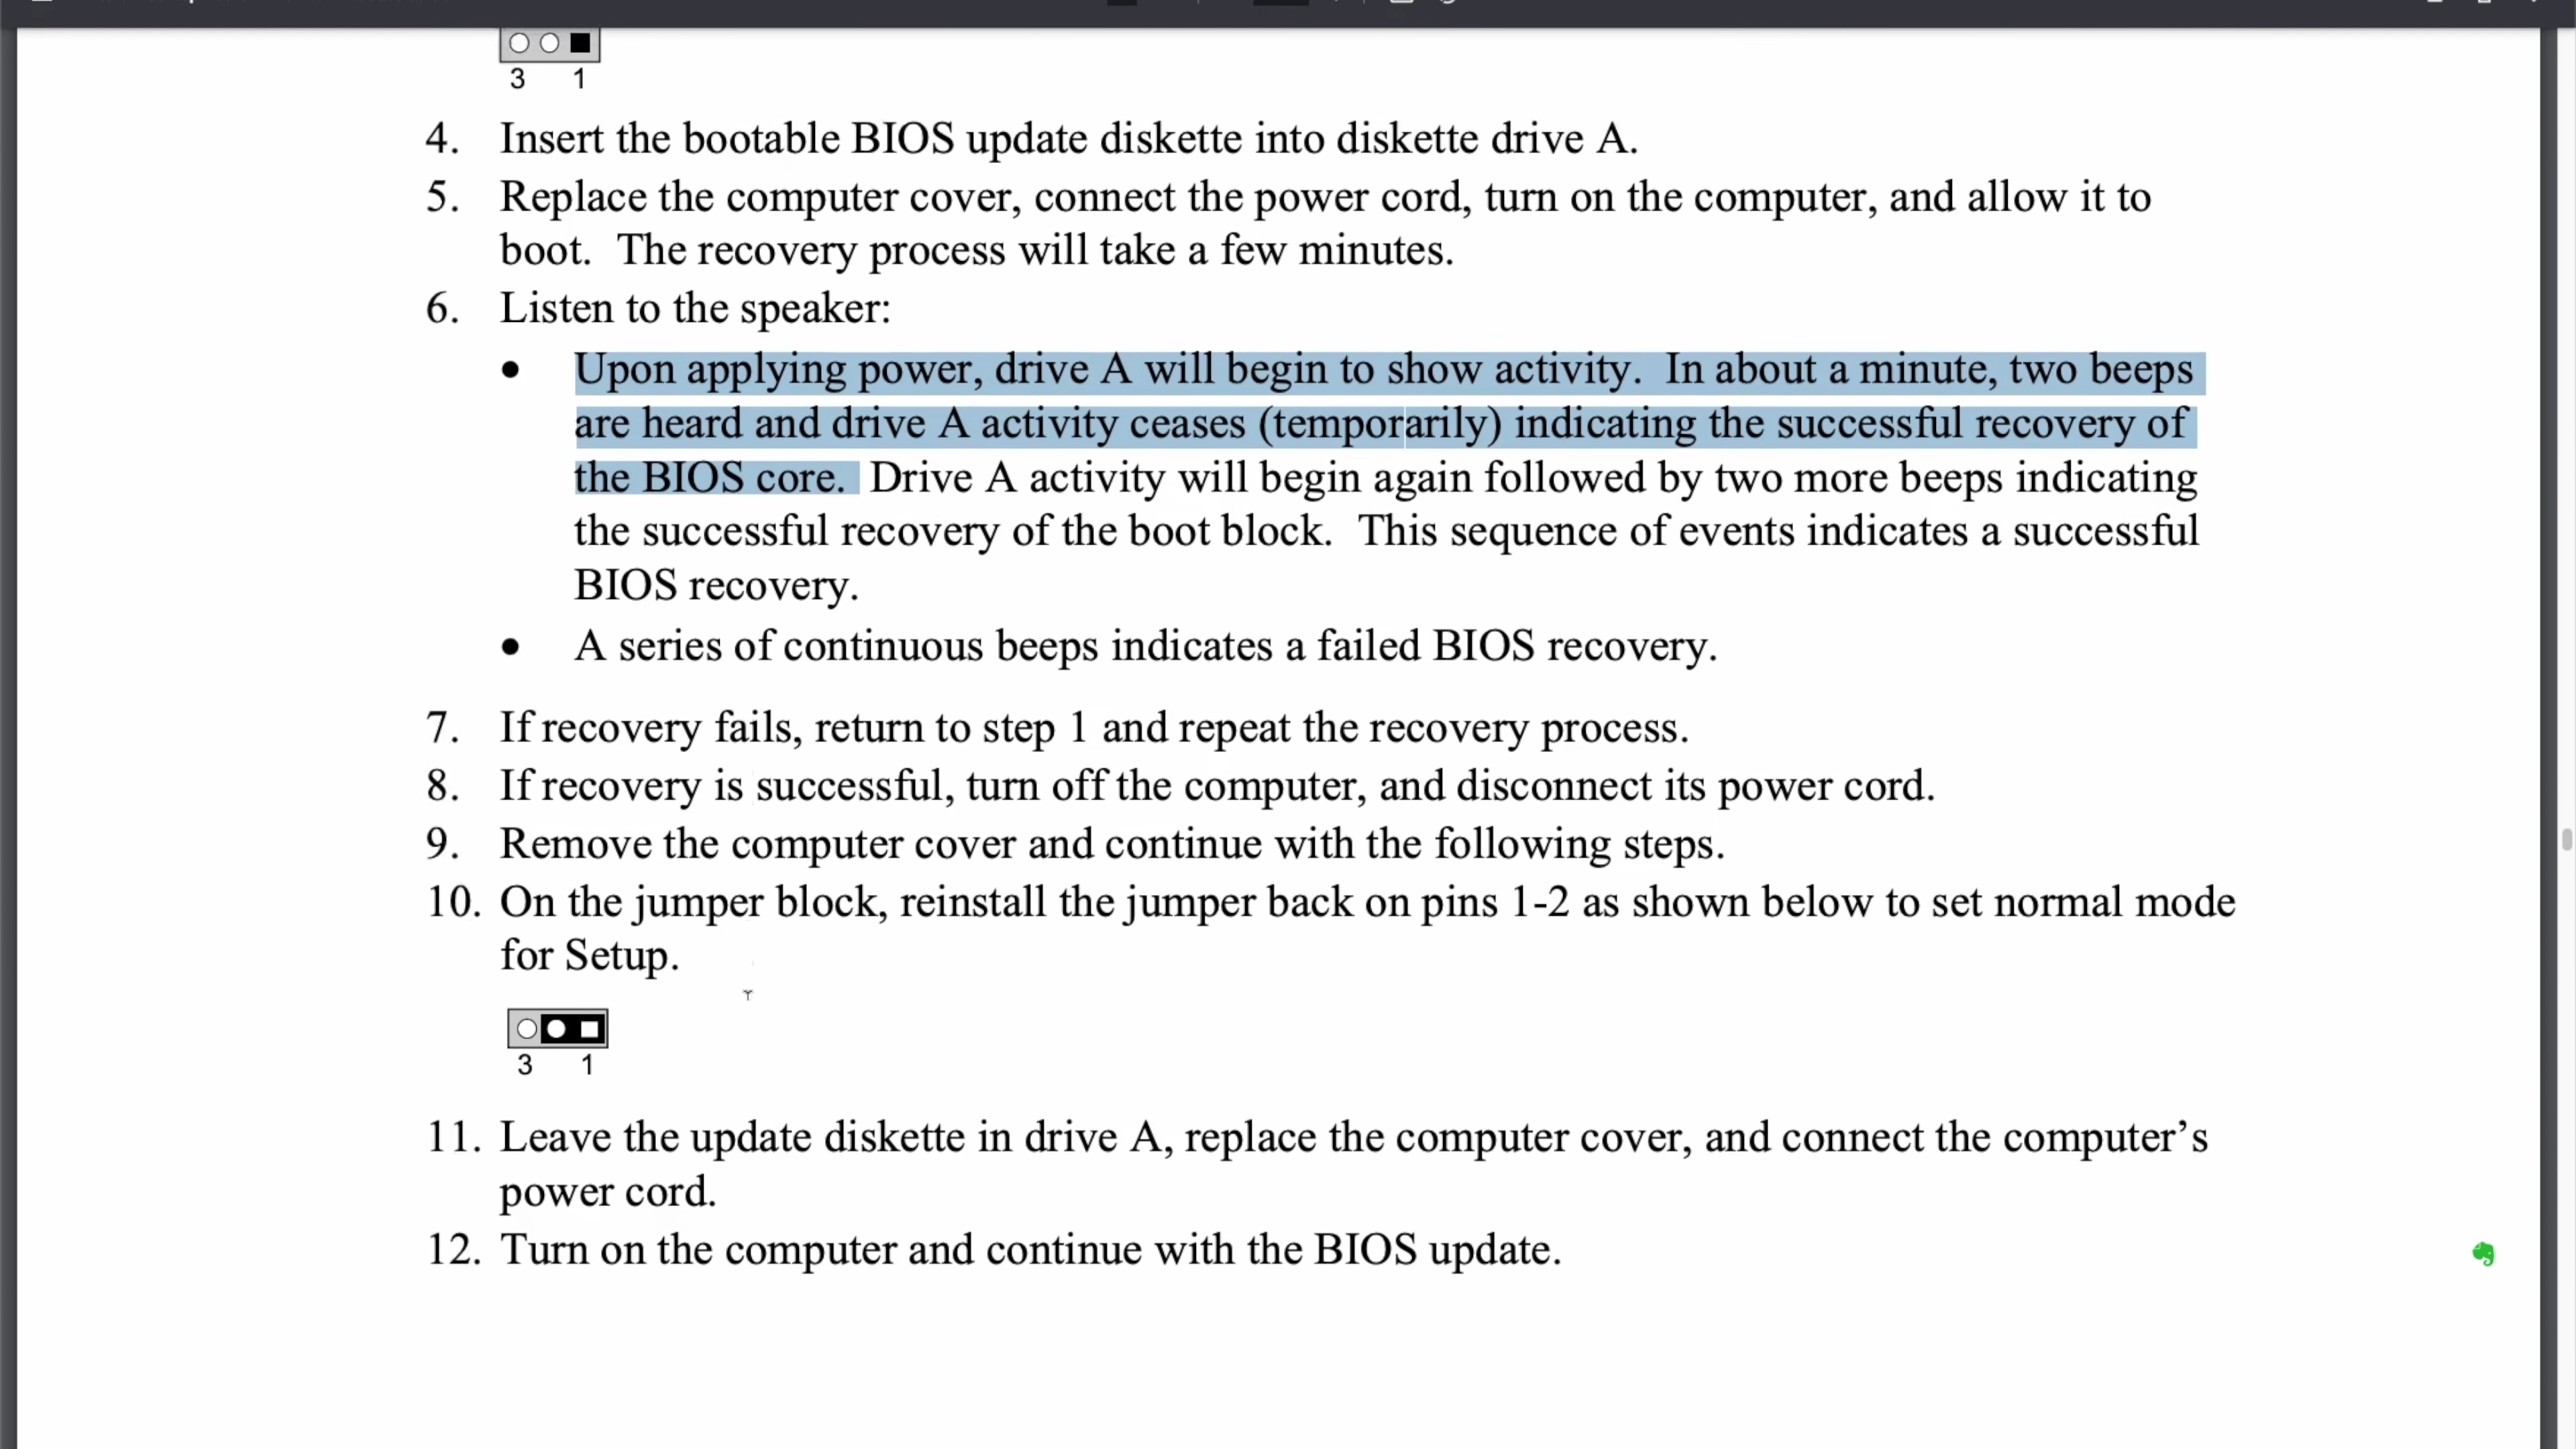 3 1
4. Insert the bootable BIOS update diskette into diskette drive A.
5. Replace the computer cover, connect the power cord, turn on the computer, and allow it to
boot. The recovery process will take a few minutes.
6. Listen to the speaker:
• Upon applying power, drive A will begin to show activity. In about a minute, two beeps
are heard and drive A activity ceases (temporarily) indicating the successful recovery of
the BIOS core. Drive A activity will begin again followed by two more beeps indicating
the successful recovery of the boot block. This sequence of events indicates a successful
BIOS recovery.
• A series of continuous beeps indicates a failed BIOS recovery.
7. If recovery fails, return to step 1 and repeat the recovery process.
8. If recovery is successful, turn off the computer, and disconnect its power cord.
9. Remove the computer cover and continue with the following steps.
10. On the jumper block, reinstall the jumper back on pins 1-2 as shown below to set normal mode
for Setup.
3 1
11. Leave the update diskette in drive A, replace the computer cover, and connect the computer’s
power cord.
12. Turn on the computer and continue with the BIOS update.